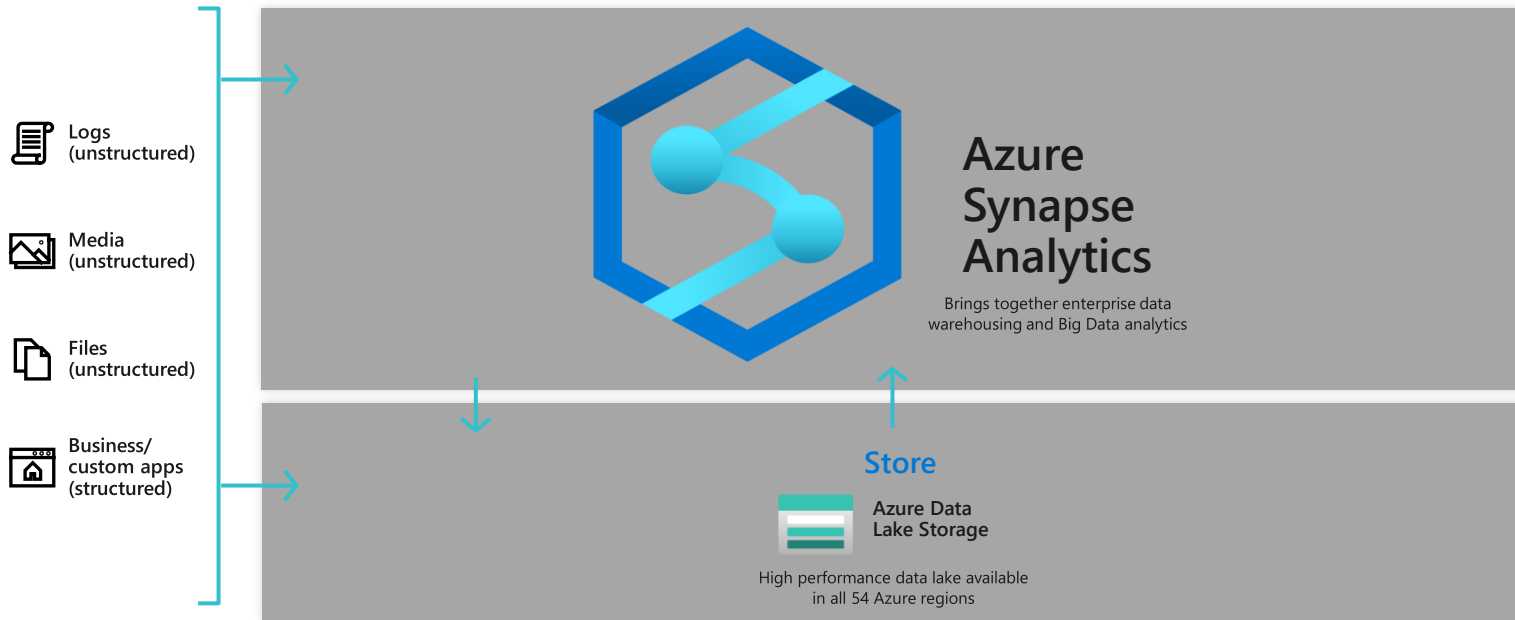 Logs
(unstructured)
Media
(unstructured)
Files
(unstructured)
Business/
custom apps
(structured)
Azure
Synapse
Analytics
Brings together enterprise data
warehousing and Big Data analytics
Store
Azure Data
Lake Storage
High performance data lake available
in all 54 Azure regions